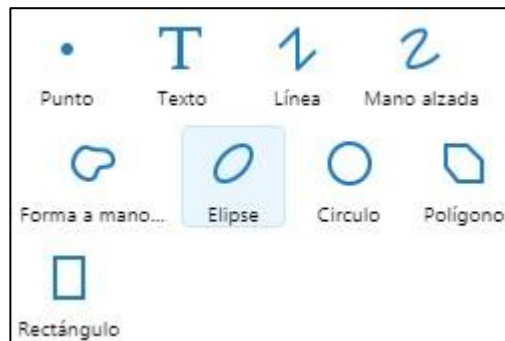 Punto Texto Línea Mano alzada
Forma a mano... Elipse Circulo Polígono
Rectángulo